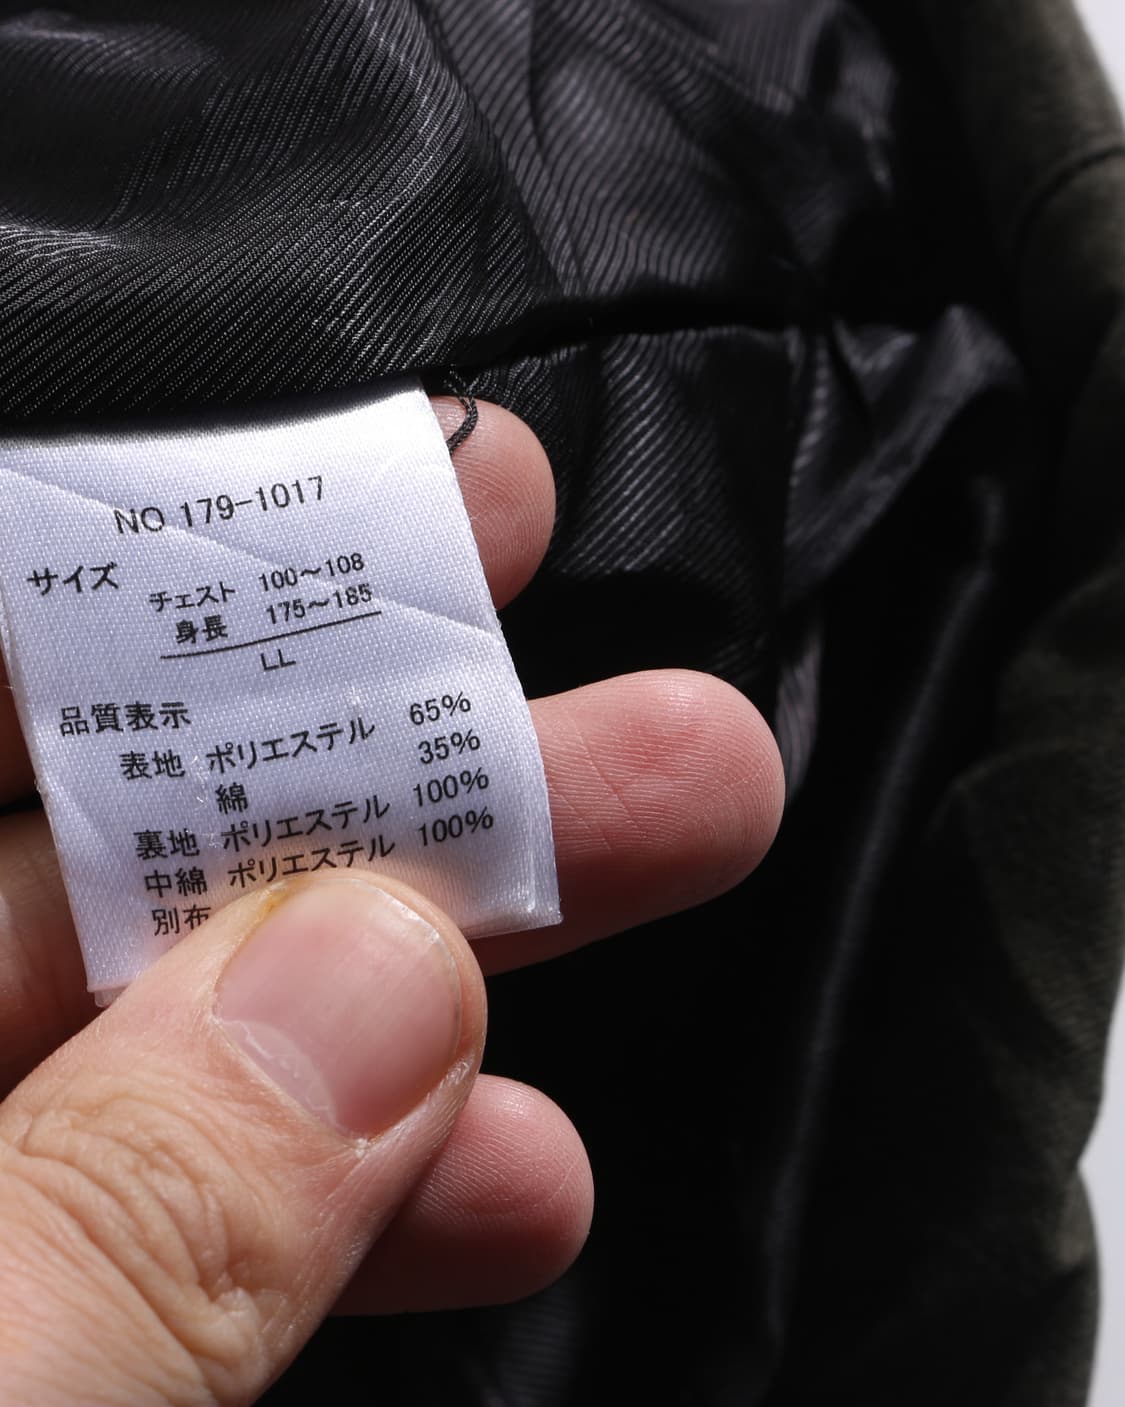 NO 179-1017
サイズ チェスト 100～108
身長 175～185
LL
品質表示
表地 ポリエステル 65%
綿 35%
裏地 ポリエステル 100%
中綿 ポリエステル 100%
別布